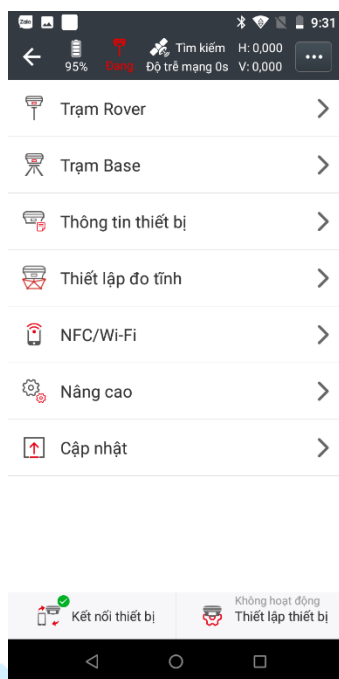 Zalo 9:31
95% Đang Tìm kiếm H: 0,000
Độ trễ mạng 0s V: 0,000
Trạm Rover
Trạm Base
Thông tin thiết bị
Thiết lập đo tĩnh
NFC/Wi-Fi
Nâng cao
Cập nhật
Kết nối thiết bị
Không hoạt động
Thiết lập thiết bị